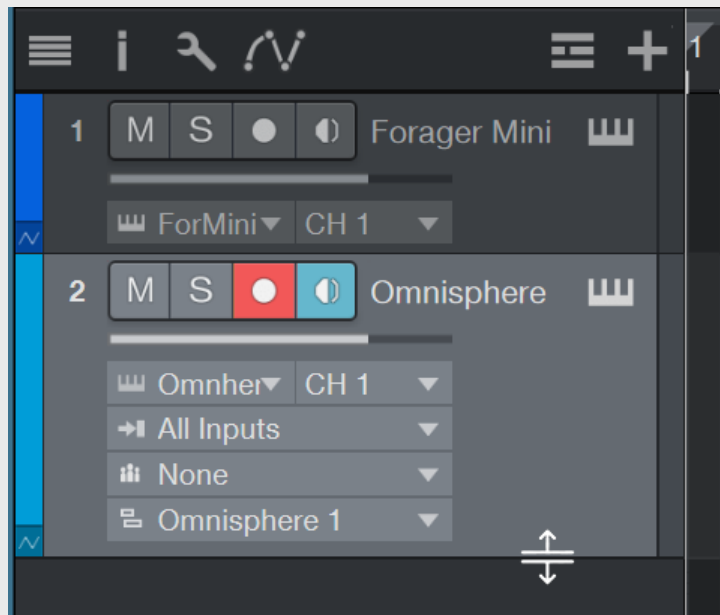 1
1 M S Forager Mini
ForMini CH 1
2 M S Omnisphere
Omnher CH 1
All Inputs
None
Omnisphere 1